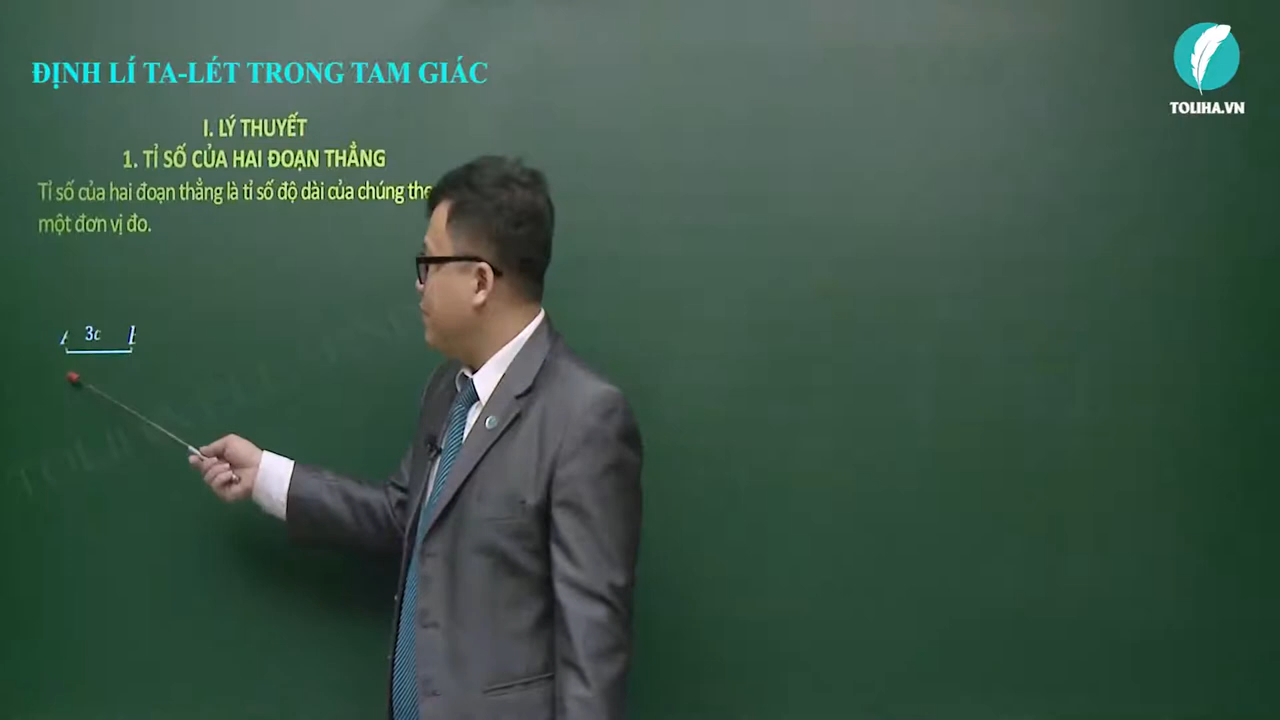 ĐỊNH LÍ TA-LÉT TRONG TAM GIÁC
TOLIHA.VN
I. LÝ THUYẾT
1. TỈ SỐ CỦA HAI ĐOẠN THẲNG
Tỉ số của hai đoạn thẳng là tỉ số độ dài của chúng
một đơn vị đo.